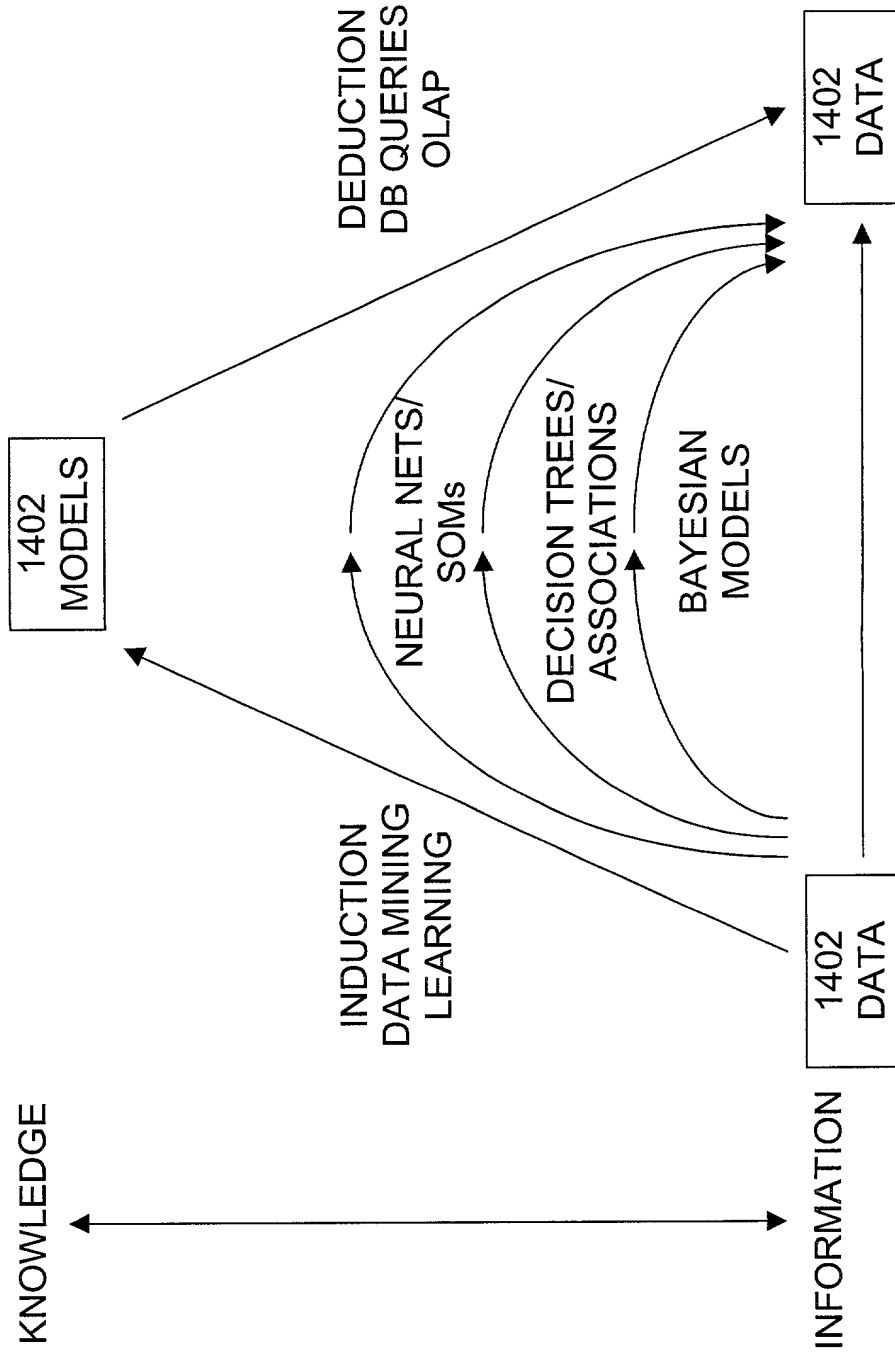 KNOWLEDGE
INFORMATION
1402
MODELS
INDUCTION
DATA MINING
LEARNING
DEDUCTION
DB QUERIES
OLAP
NEURAL NETS/
SOMs
DECISION TREES/
ASSOCIATIONS
BAYESIAN
MODELS
1402
DATA
1402
DATA